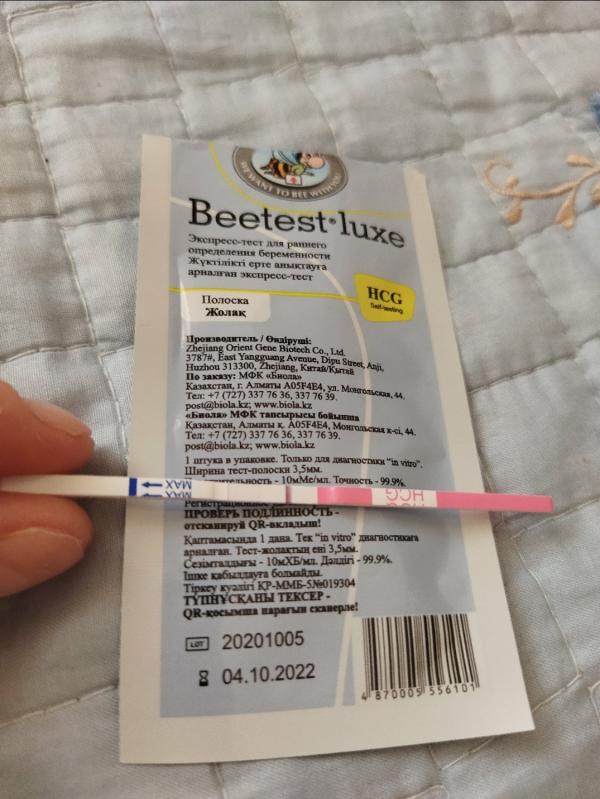 WE WANT TO BEE WITH YOU
Beetest® luxe
Экспресс-тест для раннего
определения беременности
Жүктілікті ерте анықтауға
арналған экспресс-тест
Полоска
Жолақ
HCG
Self-testing
Производитель / Өндіруші:
Zhejiang Orient Gene Biotech Co., Ltd.
3787#, East Yangguang Avenue, Dipu Street, Anji,
Huzhou 313300, Zhejiang, Китай/Қытай
По заказу: МФК «Биола»
Казахстан, г. Алматы A05F4E4, ул. Монгольская, 44.
Тел: +7 (727) 337 76 36, 337 76 39.
post@biola.kz; www.biola.kz
«Биола» МФК тапсырысы бойынша
Қазақстан, Алматы қ. A05F4E4, Монгольская к-сі, 44.
Тел: +7 (727) 337 76 36, 337 76 39.
post@biola.kz; www.biola.kz
1 штука в упаковке. Только для диагностики "in vitro".
Ширина тест-полоски 3,5мм.
- 10мМе/мл. Точность - 99.9%.
MAX
MAX
HCG
HCG
ПРОВЕРЬ ПОДЛИННОСТЬ -
отсканируй QR-вкладыш!
Қаптамасында 1 дана. Тек "in vitro" диагностикаға
арналған. Тест-жолақтың ені 3,5мм.
Сезімталдығы - 10мХБ/мл. Дәлдігі - 99.9%.
Ішке қабылдауға болмайды.
Тіркеу куәлігі КР-ММБ-5№019304
ТҮПНҰСҚАНЫ ТЕКСЕР -
QR-қосымша парағын сканерле!
LOT 20201005
04.10.2022
4 870005 556101